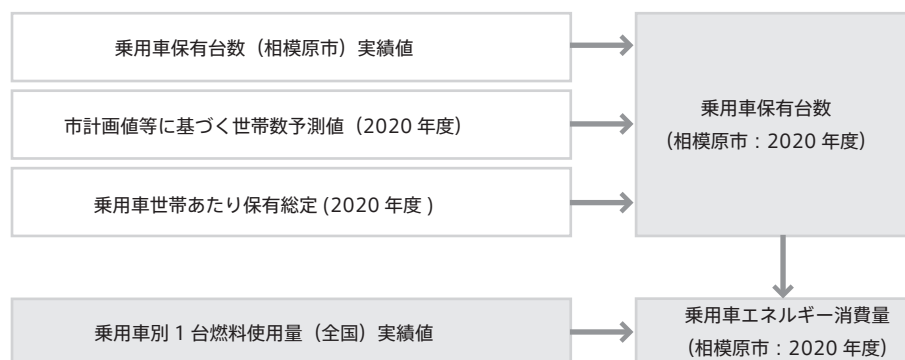 乗用車保有台数（相模原市）実績値
市計画値等に基づく世帯数予測値（2020 年度）
乗用車世帯あたり保有総定 (2020 年度 )
乗用車保有台数
（相模原市：2020 年度）
乗用車別 1 台燃料使用量（全国）実績値
乗用車エネルギー消費量
（相模原市：2020 年度）